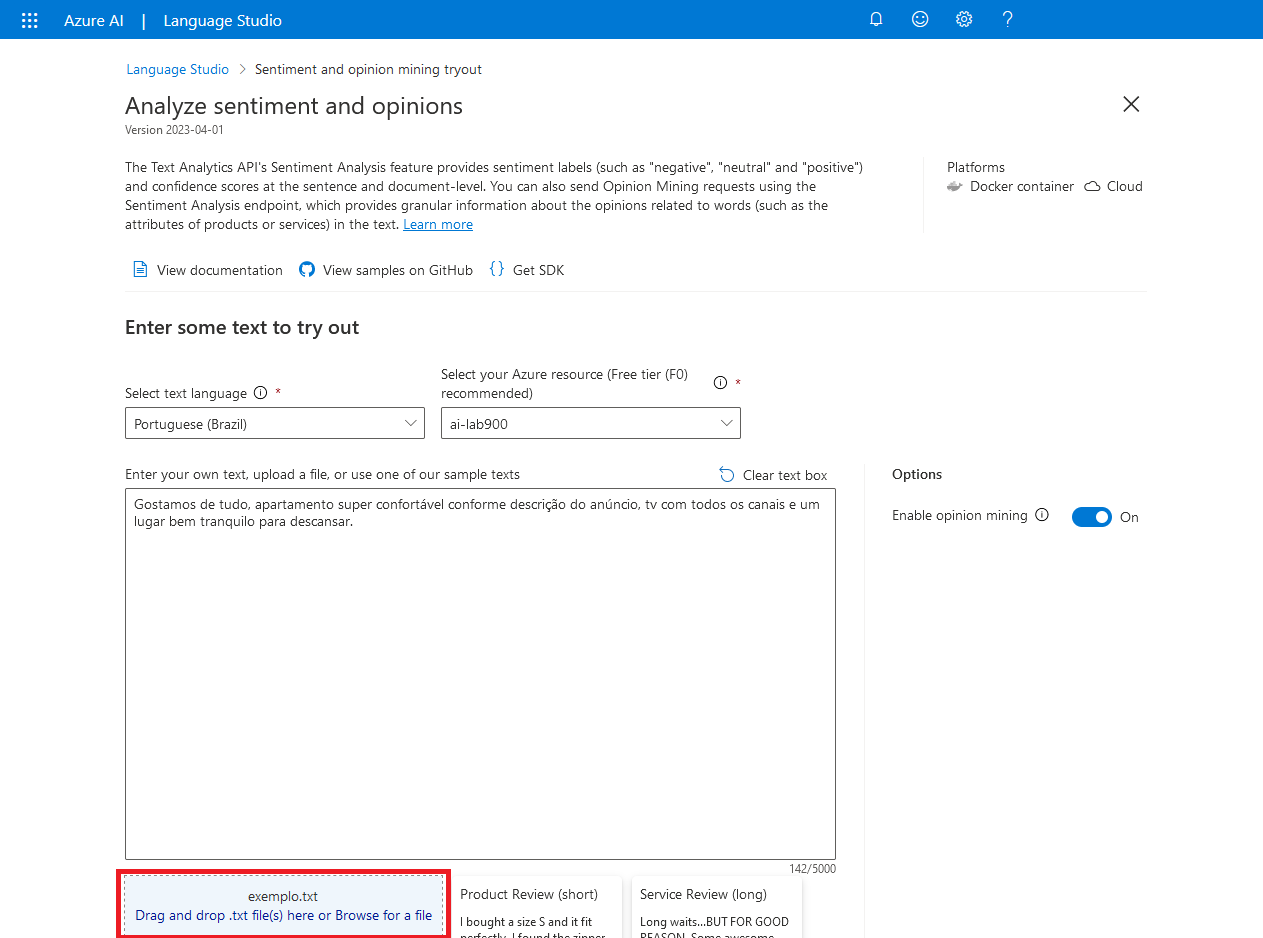 Azure AI | Language Studio
Language Studio > Sentiment and opinion mining tryout
Analyze sentiment and opinions
Version 2023-04-01
The Text Analytics API's Sentiment Analysis feature provides sentiment labels (such as "negative", "neutral" and "positive")
and confidence scores at the sentence and document-level. You can also send Opinion Mining requests using the
Sentiment Analysis endpoint, which provides granular information about the opinions related to words (such as the
attributes of products or services) in the text. Learn more
Platforms
Docker container Cloud
View documentation View samples on GitHub {} Get SDK
Enter some text to try out
Select text language *
Portuguese (Brazil)
Select your Azure resource (Free tier (F0)
recommended) *
ai-lab900
Enter your own text, upload a file, or use one of our sample texts
Clear text box
Gostamos de tudo, apartamento super confortável conforme descrição do anúncio, tv com todos os canais e um
lugar bem tranquilo para descansar.
142/5000
Options
Enable opinion mining On
exemplo.txt
Drag and drop .txt file(s) here or Browse for a file
Product Review (short)
I bought a size S and it fit
perfectly. I found the zipper
Service Review (long)
Long waits...BUT FOR GOOD
REASON. Some awesome